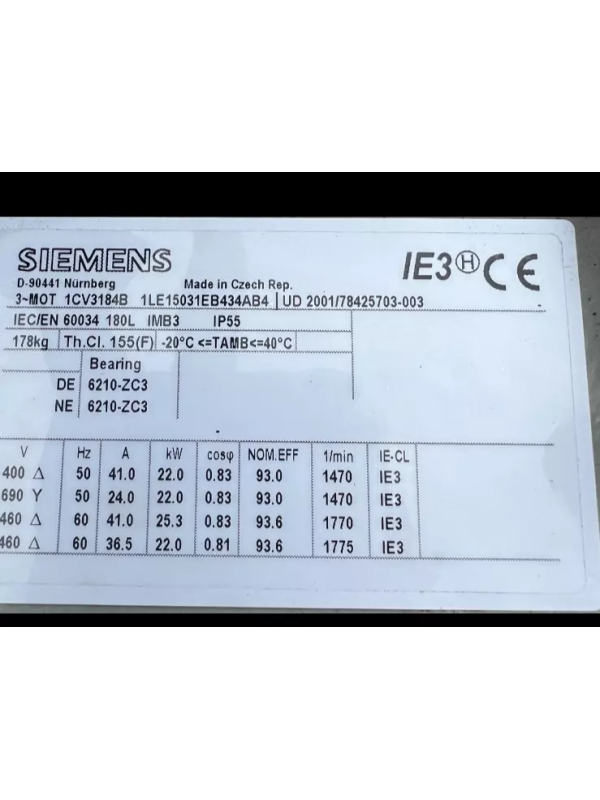 SIEMENS
IE3 H CE
D-90441 Nürnberg Made in Czech Rep.
3~MOT 1CV3184B 1LE15031EB434AB4 UD 2001/78425703-003
IEC/EN 60034 180L IMB3 IP55
178kg Th.Cl. 155(F) -20°C <=TAMB<=40°C
Bearing
DE 6210-ZC3
NE 6210-ZC3
V Hz A kW cosφ NOM.EFF 1/min IE-CL
400 Δ 50 41.0 22.0 0.83 93.0 1470 IE3
690 Y 50 24.0 22.0 0.83 93.0 1470 IE3
460 Δ 60 41.0 25.3 0.83 93.6 1770 IE3
460 Δ 60 36.5 22.0 0.81 93.6 1775 IE3